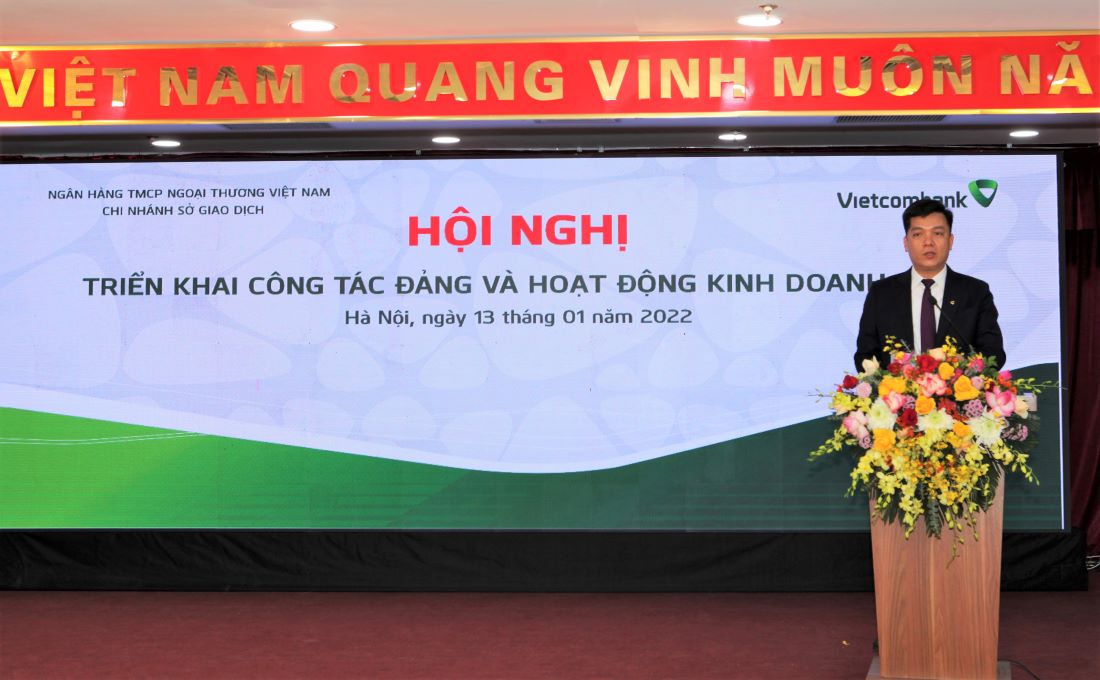 VIỆT NAM QUANG VINH MUÔN NĂ
NGÂN HÀNG TMCP NGOẠI THƯƠNG VIỆT NAM
CHI NHÁNH SỞ GIAO DỊCH
Vietcombank
HỘI NGHỊ
TRIỂN KHAI CÔNG TÁC ĐẢNG VÀ HOẠT ĐỘNG KINH DOANH
Hà Nội, ngày 13 tháng 01 năm 2022